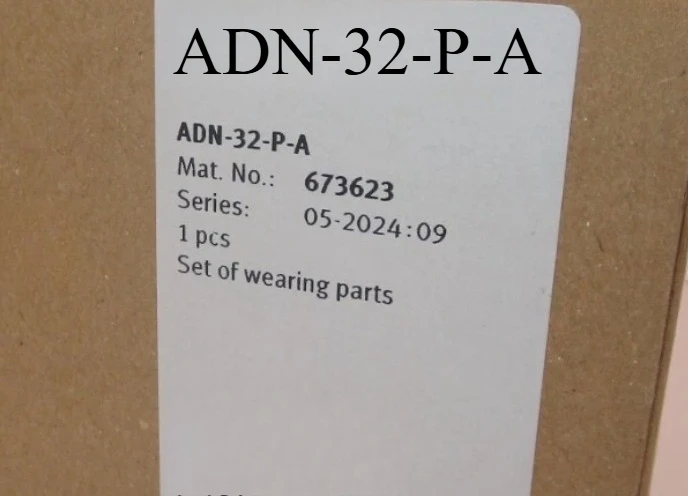 ADN-32-P-A
ADN-32-P-A
Mat. No.: 673623
Series: 05-2024:09
1 pcs
Set of wearing parts